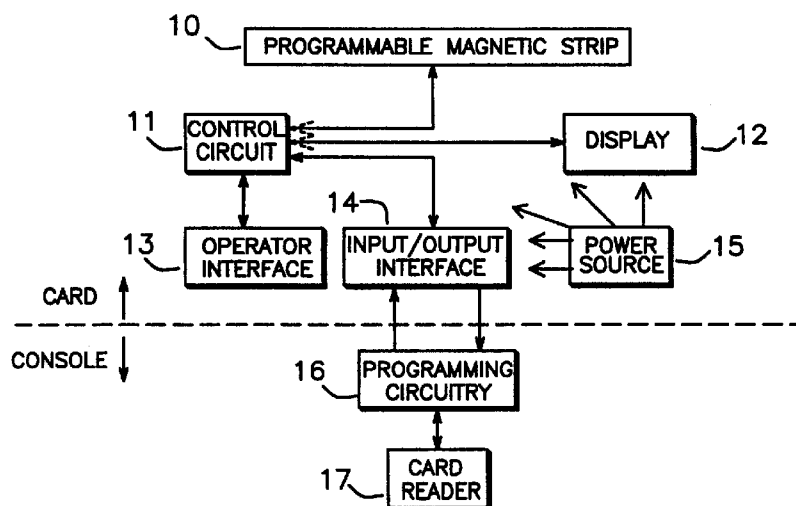 10
PROGRAMMABLE MAGNETIC STRIP
11
CONTROL
CIRCUIT
DISPLAY
12
13
OPERATOR
INTERFACE
14
INPUT/OUTPUT
INTERFACE
POWER
SOURCE
15
CARD
CONSOLE
16
PROGRAMMING
CIRCUITRY
17
CARD
READER